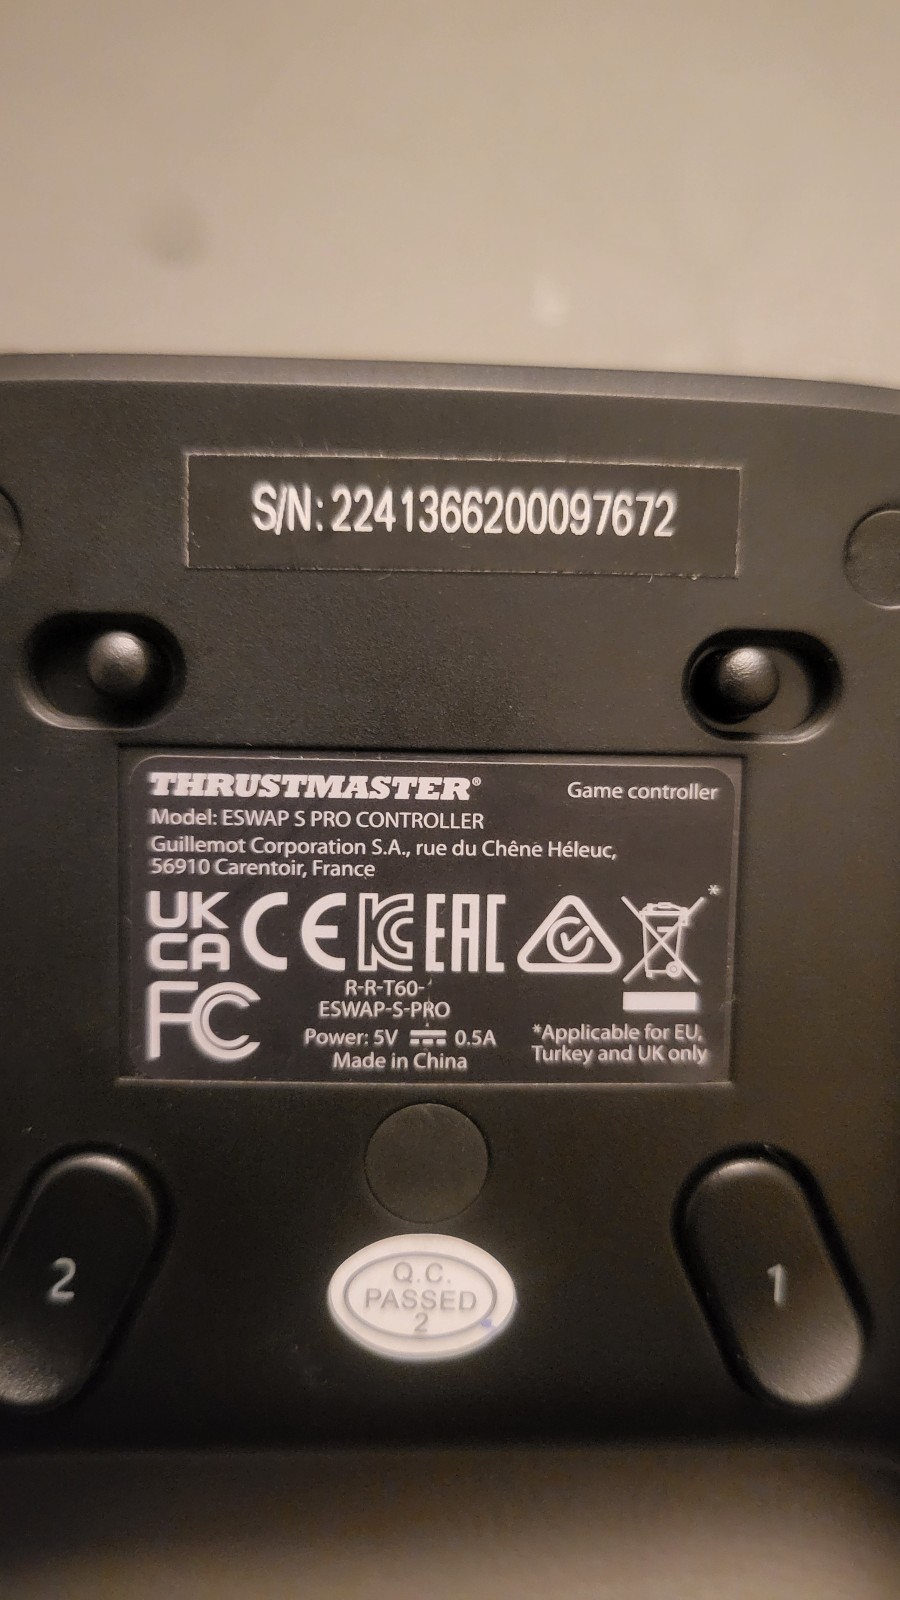 S/N: 2241366200097672
THRUSTMASTER® Game controller
Model: ESWAP S PRO CONTROLLER
Guillemot Corporation S.A., rue du Chêne Héleuc,
56910 Carentoir, France
UK
CA CE KC EAC *
FC R-R-T60-
ESWAP-S-PRO
Power: 5V ⎓ 0.5A
Made in China
*Applicable for EU,
Turkey and UK only
2
1
Q.C.
PASSED
2